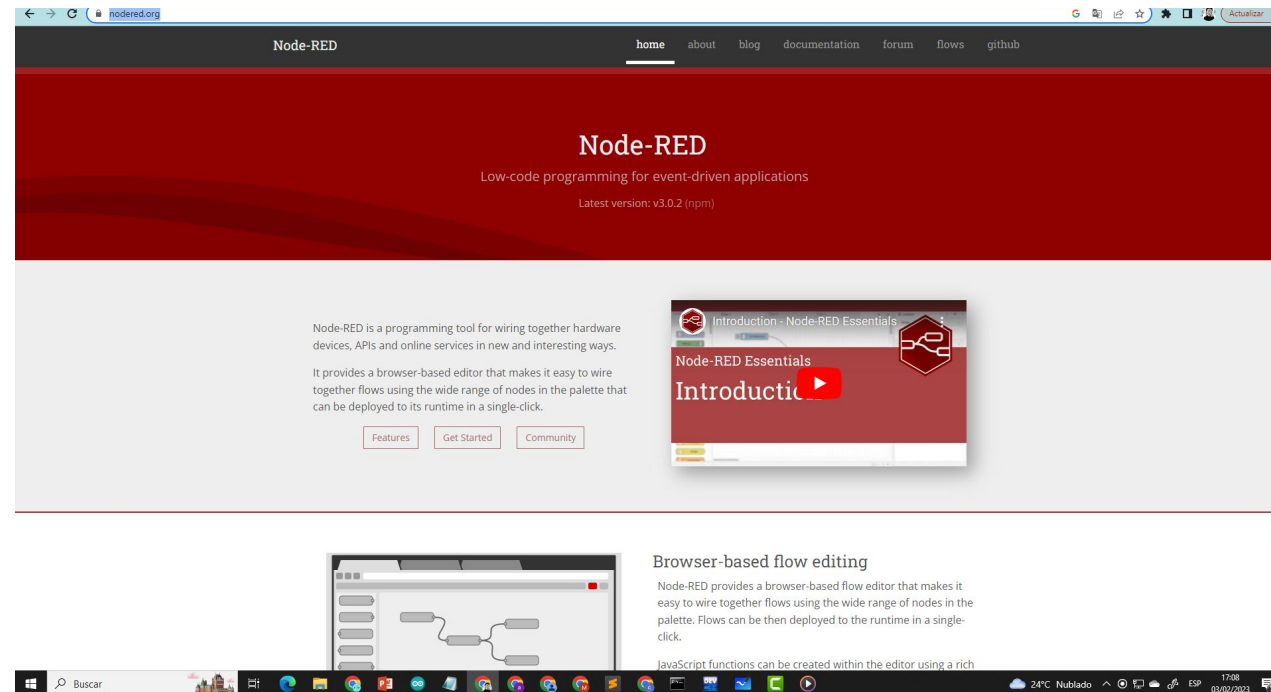 nodered.org
Actualizar
Node-RED
home about blog documentation forum flows github
Node-RED
Low-code programming for event-driven applications
Latest version: v3.0.2 (npm)
Node-RED is a programming tool for wiring together hardware
devices, APIs and online services in new and interesting ways.
It provides a browser-based editor that makes it easy to wire
together flows using the wide range of nodes in the palette that
can be deployed to its runtime in a single-click.
Features Get Started Community
Introduction - Node-RED Essentials
Node-RED Essentials
Introduction
Browser-based flow editing
Node-RED provides a browser-based flow editor that makes it
easy to wire together flows using the wide range of nodes in the
palette. Flows can be then deployed to the runtime in a single-
click.
JavaScript functions can be created within the editor using a rich
Buscar
24°C Nublado
ESP
17:08
03/02/2023